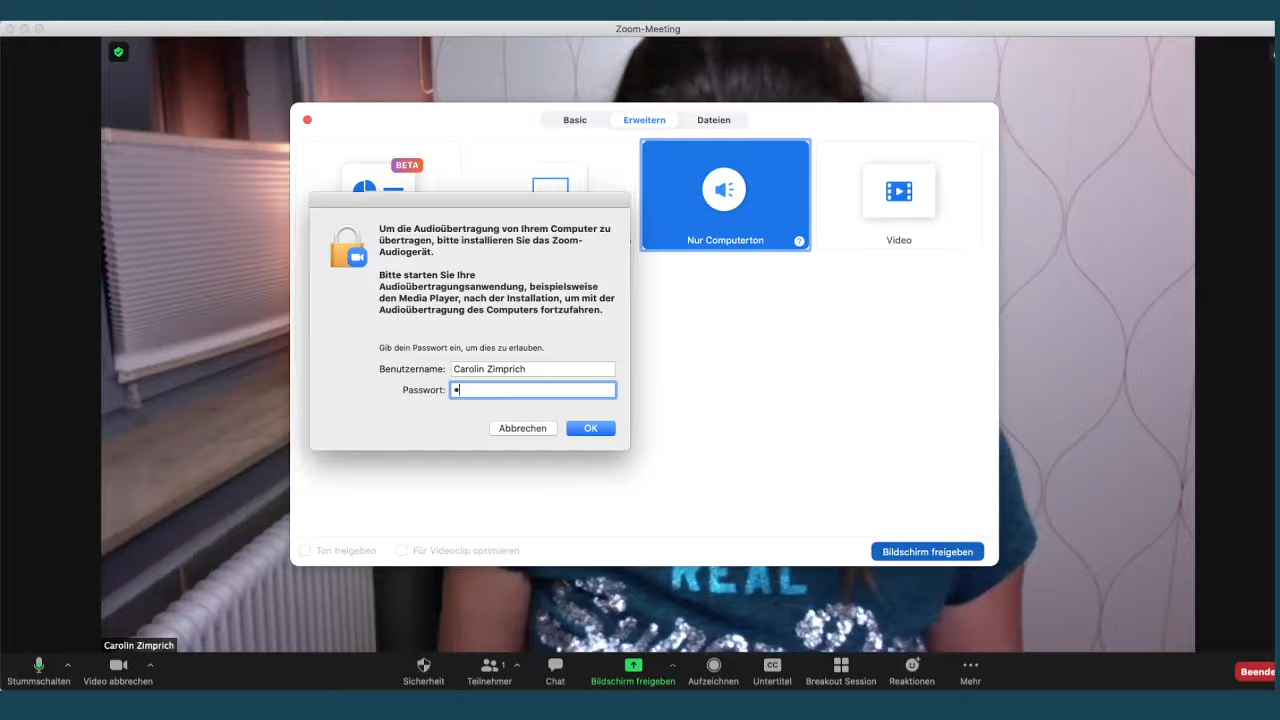 Zoom-Meeting
Basic
Erweitern
Dateien
BETA
Nur Computerton
?
Video
Um die Audioübertragung von Ihrem Computer zu
übertragen, bitte installieren Sie das Zoom-
Audiogerät.
Bitte starten Sie Ihre
Audioübertragungsanwendung, beispielsweise
den Media Player, nach der Installation, um mit der
Audioübertragung des Computers fortzufahren.
Gib dein Passwort ein, um dies zu erlauben.
Benutzername: Carolin Zimprich
Passwort: •
Abbrechen
OK
Ton freigeben
Für Videoclip optimieren
Bildschirm freigeben
REAL
Carolin Zimprich
1
CC
Stummschalten
Video abbrechen
Sicherheit
Teilnehmer
Chat
Bildschirm freigeben
Aufzeichnen
Untertitel
Breakout Session
Reaktionen
Mehr
Beende